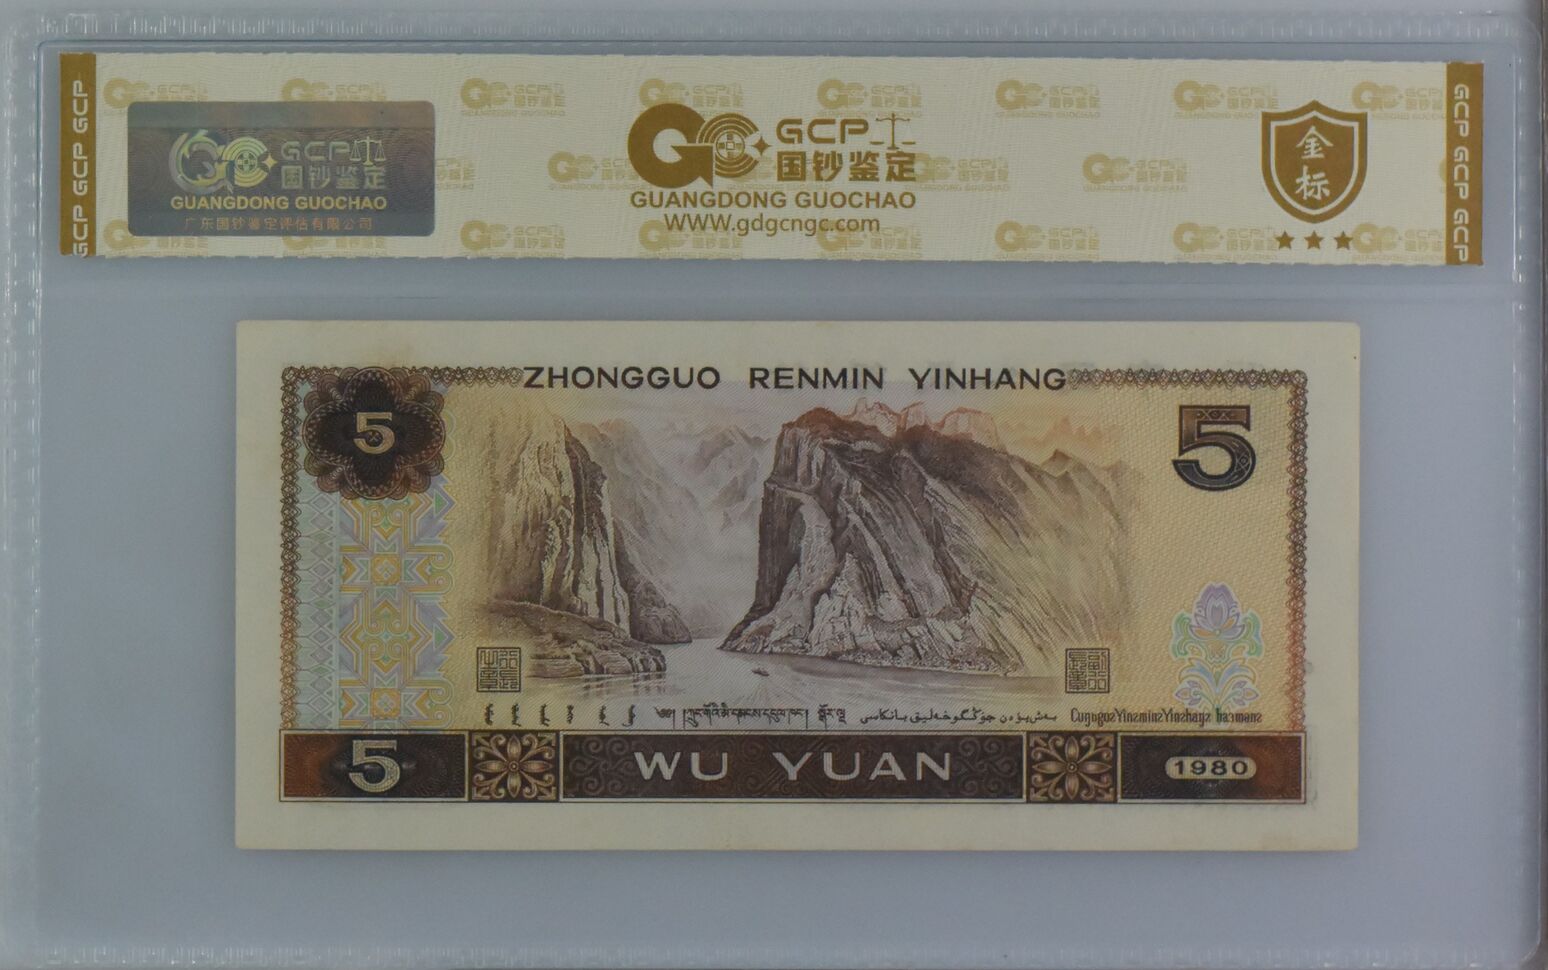 GCP GCP GCP
GCP
国钞鉴定
GUANGDONG GUOCHAO
广东国钞鉴定评估有限公司
GCP
国钞鉴定
GUANGDONG GUOCHAO
WWW.gdgcngc.com
金标
GCP GCP GCP
ZHONGGUO RENMIN YINHANG
5
5
5 WU YUAN 1980